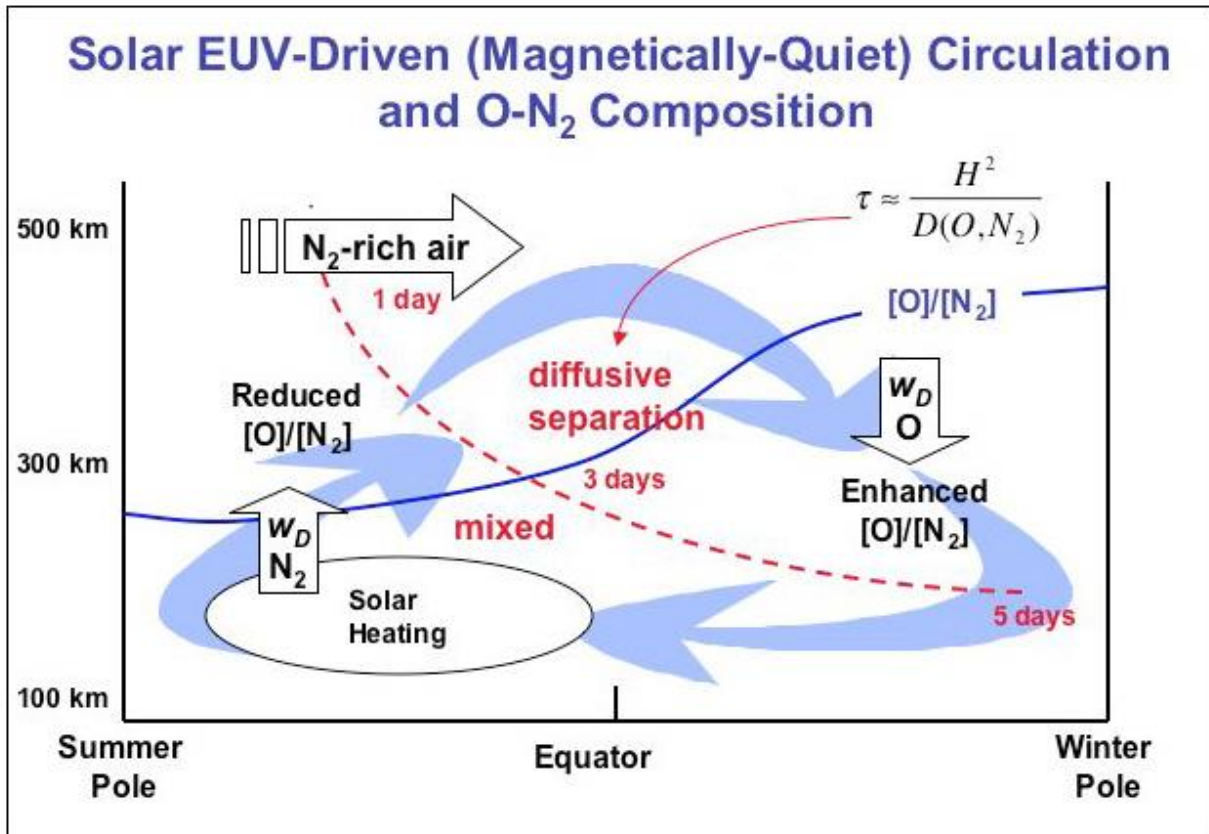 Solar EUV-Driven (Magnetically-Quiet) Circulation
and O-N₂ Composition
τ ≈ H² / D(O,N₂)
500 km
N₂-rich air
1 day
[O]/[N₂]
diffusive
separation
Reduced
[O]/[N₂]
w_D
O
300 km
3 days
Enhanced
[O]/[N₂]
mixed
w_D
N₂
Solar
Heating
5 days
100 km
Summer
Pole
Equator
Winter
Pole